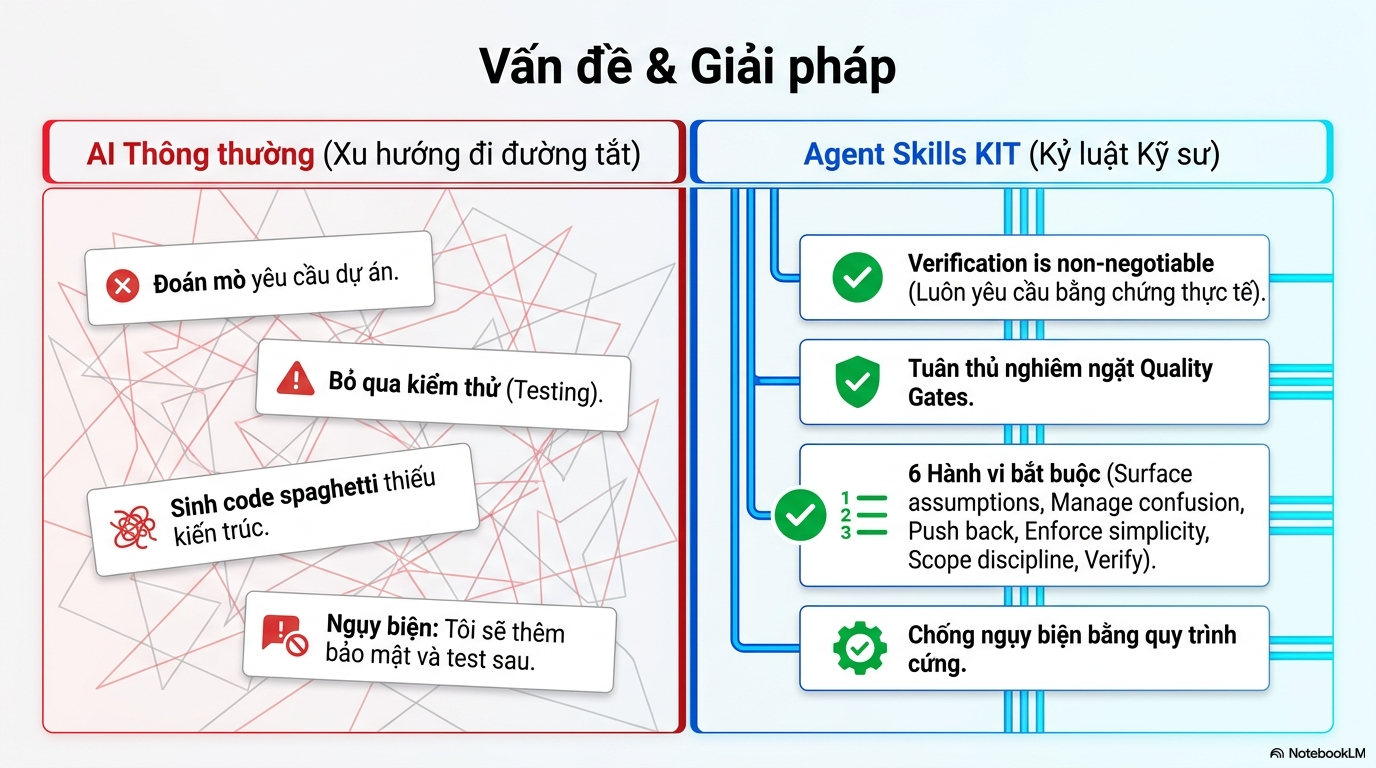 Vấn đề & Giải pháp
AI Thông thường (Xu hướng đi đường tắt)
Đoán mò yêu cầu dự án.
Bỏ qua kiểm thử (Testing).
Sinh code spaghetti thiếu
kiến trúc.
Ngụy biện: Tôi sẽ thêm
bảo mật và test sau.
Agent Skills KIT (Kỷ luật Kỹ sư)
Verification is non-negotiable
(Luôn yêu cầu bằng chứng thực tế).
Tuân thủ nghiêm ngặt Quality
Gates.
1
2
3
6 Hành vi bắt buộc (Surface
assumptions, Manage confusion,
Push back, Enforce simplicity,
Scope discipline, Verify).
Chống ngụy biện bằng quy trình
cứng.
NotebookLM